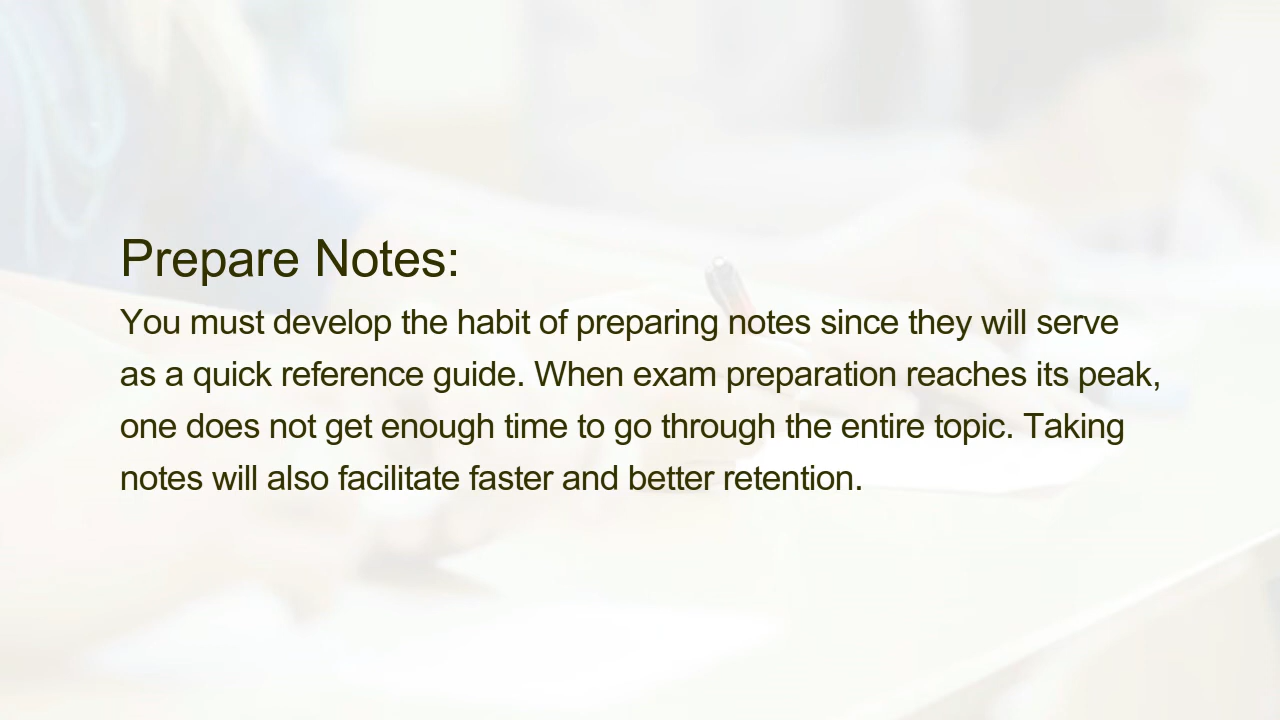 Prepare Notes:
You must develop the habit of preparing notes since they will serve
as a quick reference guide. When exam preparation reaches its peak,
one does not get enough time to go through the entire topic. Taking
notes will also facilitate faster and better retention.